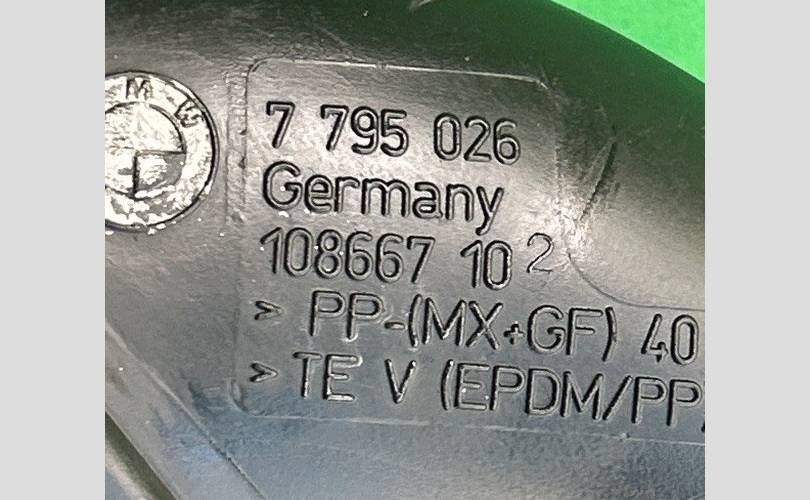 M W
7 795 026
Germany
108667 10 2
> PP-(MX+GF) 40
> TE V (EPDM/PP)